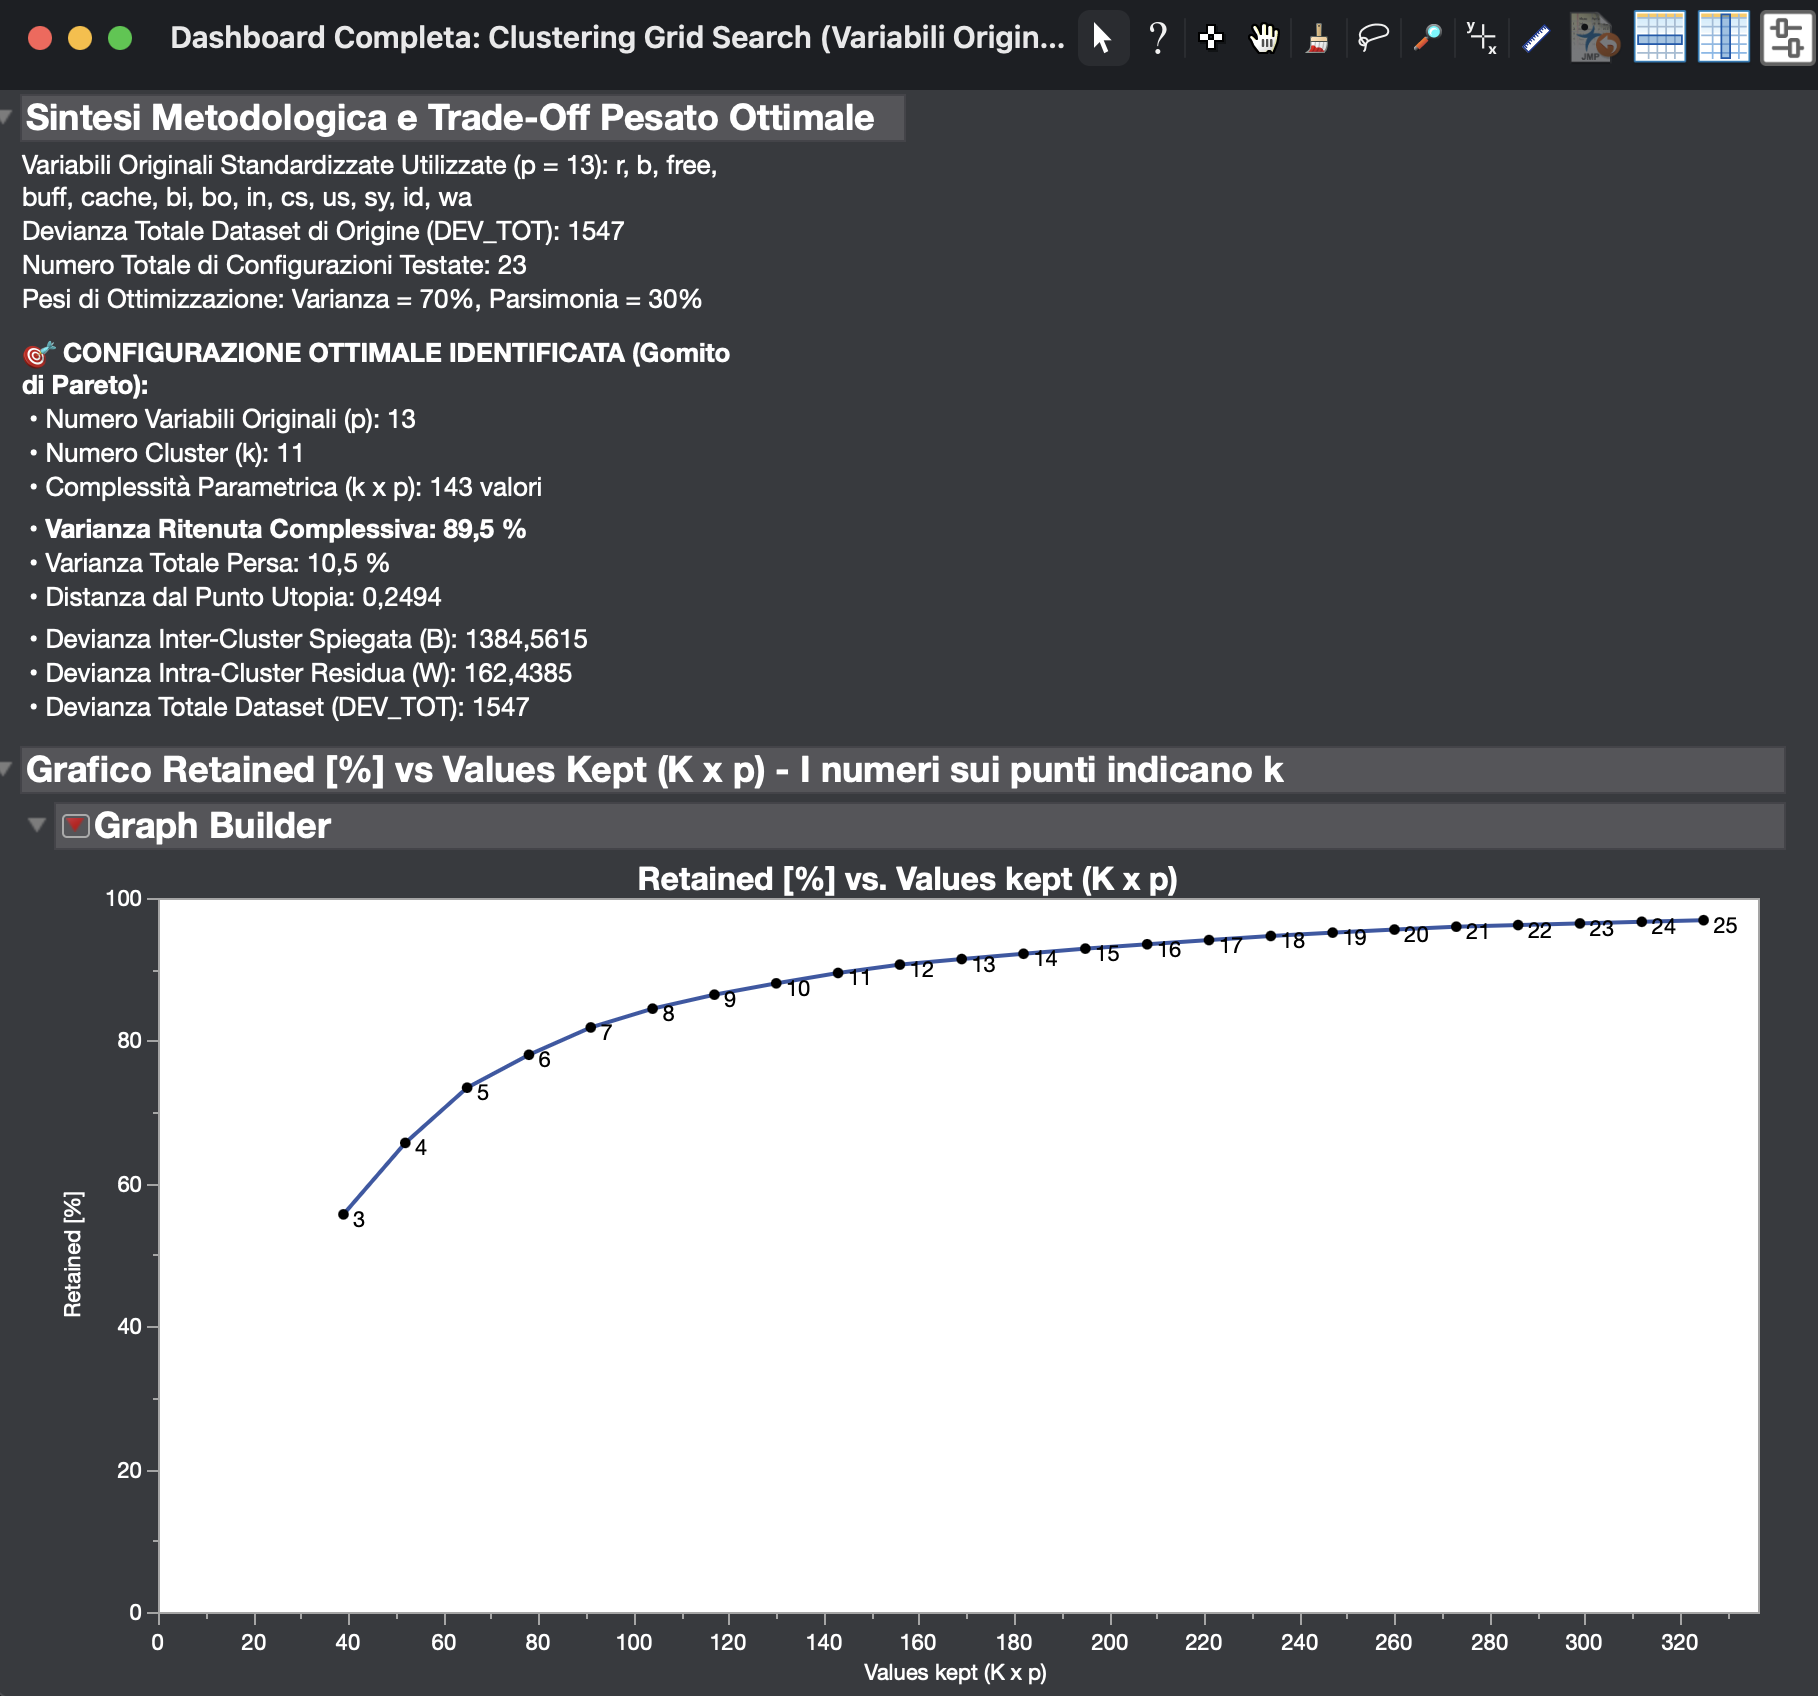 Dashboard Completa: Clustering Grid Search (Variabili Origin...
?
y
x
JMP
Sintesi Metodologica e Trade-Off Pesato Ottimale
Variabili Originali Standardizzate Utilizzate (p = 13): r, b, free,
buff, cache, bi, bo, in, cs, us, sy, id, wa
Devianza Totale Dataset di Origine (DEV_TOT): 1547
Numero Totale di Configurazioni Testate: 23
Pesi di Ottimizzazione: Varianza = 70%, Parsimonia = 30%
🎯 CONFIGURAZIONE OTTIMALE IDENTIFICATA (Gomito
di Pareto):
• Numero Variabili Originali (p): 13
• Numero Cluster (k): 11
• Complessità Parametrica (k x p): 143 valori
• Varianza Ritenuta Complessiva: 89,5 %
• Varianza Totale Persa: 10,5 %
• Distanza dal Punto Utopia: 0,2494
• Devianza Inter-Cluster Spiegata (B): 1384,5615
• Devianza Intra-Cluster Residua (W): 162,4385
• Devianza Totale Dataset (DEV_TOT): 1547
Grafico Retained [%] vs Values Kept (K x p) - I numeri sui punti indicano k
Graph Builder
Retained [%] vs. Values kept (K x p)
100
80
60
40
20
0
Retained [%]
3
4
5
6
7
8
9
10
11
12
13
14
15
16
17
18
19
20
21
22
23
24
25
0 20 40 60 80 100 120 140 160 180 200 220 240 260 280 300 320
Values kept (K x p)